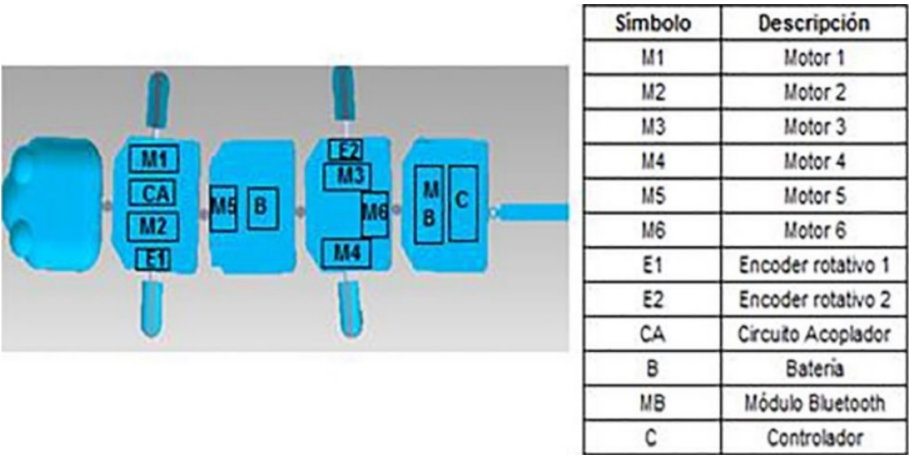 M1
CA
M2
E1
M5
B
E2
M3
M6
M4
M
B
C
Símbolo Descripción
M1 Motor 1
M2 Motor 2
M3 Motor 3
M4 Motor 4
M5 Motor 5
M6 Motor 6
E1 Encoder rotativo 1
E2 Encoder rotativo 2
CA Circuito Acoplador
B Batería
MB Módulo Bluetooth
C Controlador